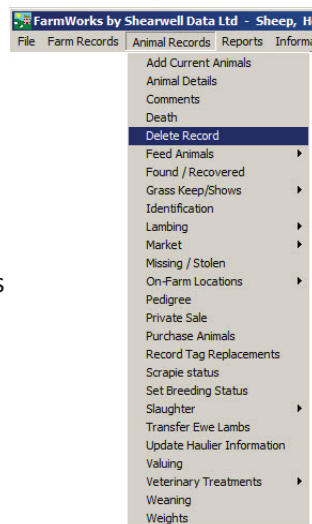 FarmWorks by Shearwell Data Ltd - Sheep, H
File Farm Records Animal Records Reports Informa
Add Current Animals
Animal Details
Comments
Death
Delete Record
Feed Animals
Found / Recovered
Grass Keep/Shows
Identification
Lambing
Market
Missing / Stolen
s
On-Farm Locations
Pedigree
Private Sale
Purchase Animals
Record Tag Replacements
Scrapie status
Set Breeding Status
Slaughter
Transfer Ewe Lambs
Update Haulier Information
Valuing
Veterinary Treatments
Weaning
Weights